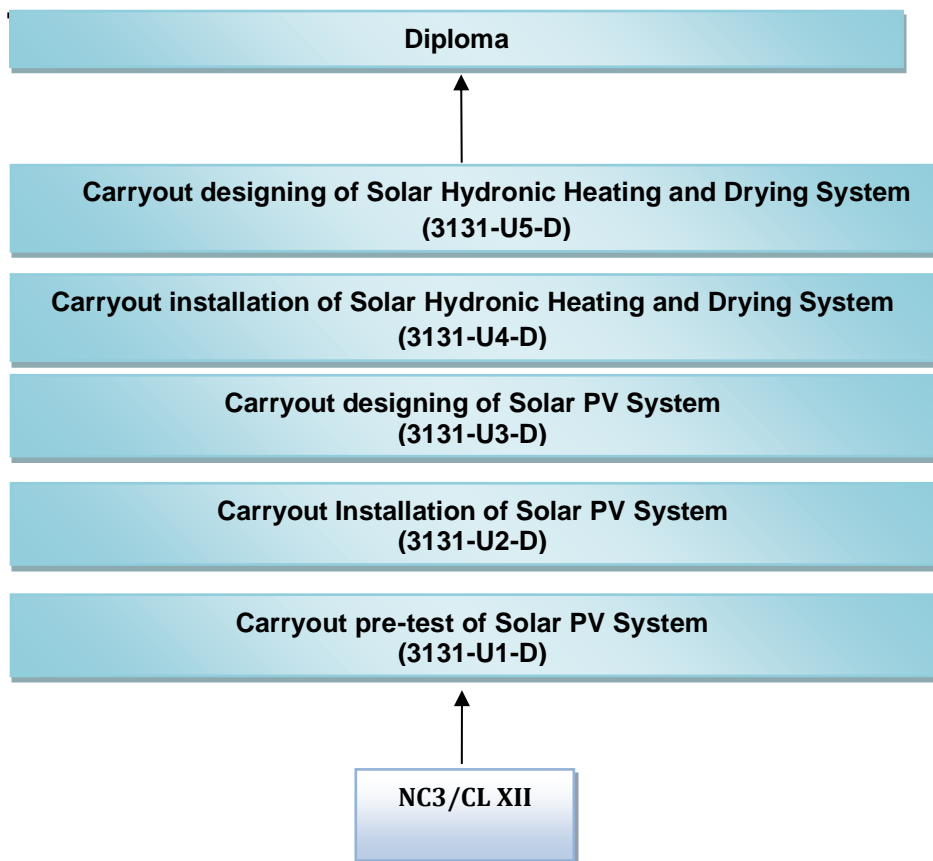 Diploma
Carryout designing of Solar Hydronic Heating and Drying System
(3131-U5-D)
Carryout installation of Solar Hydronic Heating and Drying System
(3131-U4-D)
Carryout designing of Solar PV System
(3131-U3-D)
Carryout Installation of Solar PV System
(3131-U2-D)
Carryout pre-test of Solar PV System
(3131-U1-D)
NC3/CL XII